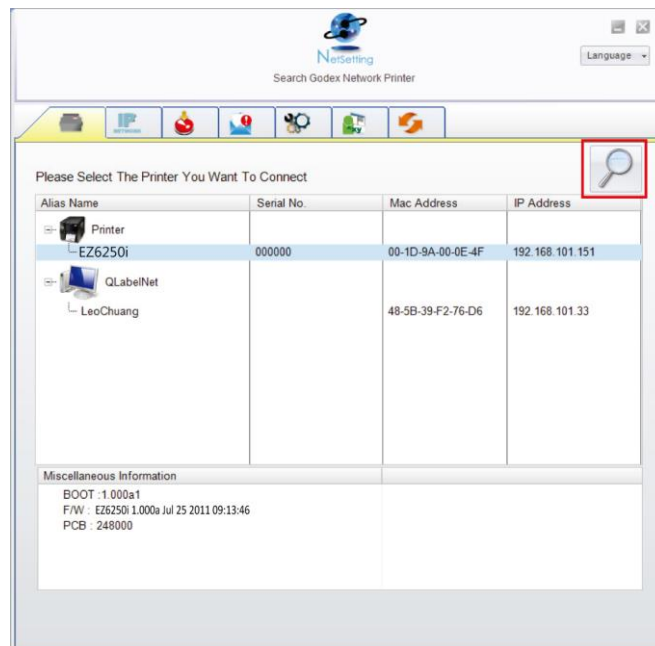 NetSetting
Search Godex Network Printer
Language
IP
NETWORK
Please Select The Printer You Want To Connect
Alias Name Serial No. Mac Address IP Address
Printer
EZ6250i 000000 00-1D-9A-00-0E-4F 192.168.101.151
QLabelNet
LeoChuang 48-5B-39-F2-76-D6 192.168.101.33
Miscellaneous Information
BOOT :1.000a1
F/W : EZ6250i 1.000a Jul 25 2011 09:13:46
PCB : 248000